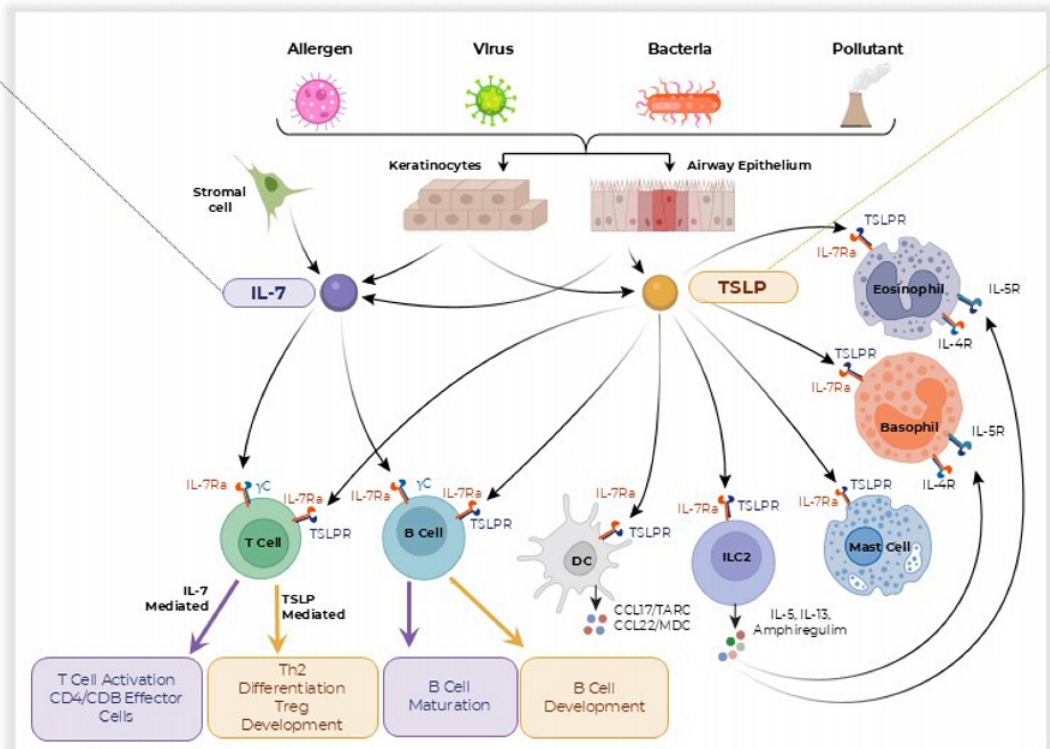 Allergen
Virus
Bacteria
Pollutant
Keratinocytes
Airway Epithelium
Stromal
cell
IL-7
TSLP
TSLPR
IL-7Ra
Eosinophil
IL-5R
IL-4R
TSLPR
IL-7Ra
Basophil
IL-5R
IL-4R
IL-7Ra
γC
IL-7Ra
TSLPR
T Cell
IL-7Ra
γC
IL-7Ra
TSLPR
B Cell
IL-7Ra
TSLPR
DC
IL-7Ra
TSLPR
ILC2
TSLPR
IL-7Ra
Mast Cell
IL-7
Mediated
TSLP
Mediated
CCL17/TARC
CCL22/MDC
IL-5, IL-13,
Amphiregulim
T Cell Activation
CD4/CDB Effector
Cells
Th2
Differentiation
Treg
Development
B Cell
Maturation
B Cell
Development